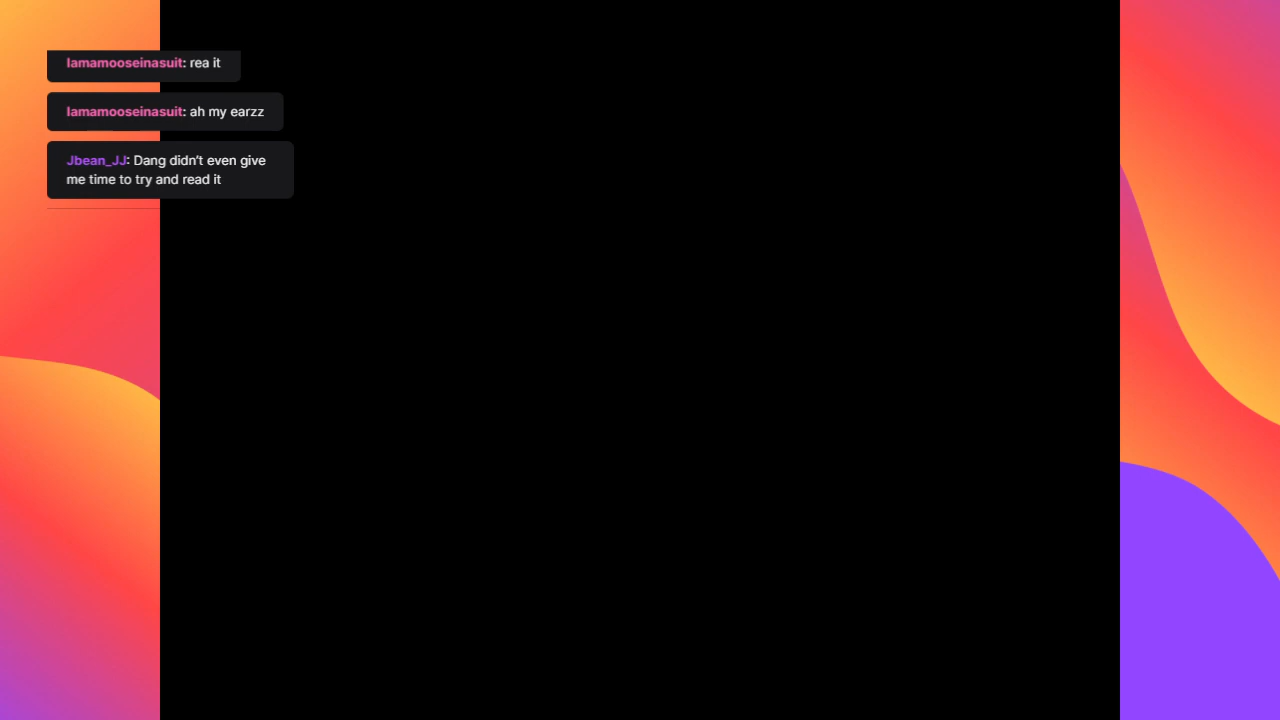 Iamamooseinasuit: rea it
Iamamooseinasuit: ah my earzz
Jbean_JJ: Dang didn't even give
me time to try and read it